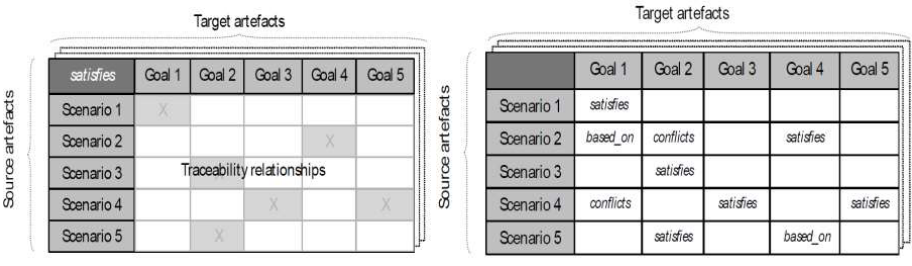 Target artefacts
Source artefacts
satisfies Goal 1 Goal 2 Goal 3 Goal 4 Goal 5
Scenario 1 X
Scenario 2 X
Scenario 3 Traceability relationships
Scenario 4 X X
Scenario 5 X
Target artefacts
Source artefacts
Goal 1 Goal 2 Goal 3 Goal 4 Goal 5
Scenario 1 satisfies
Scenario 2 based_on conflicts satisfies
Scenario 3 satisfies
Scenario 4 conflicts satisfies satisfies
Scenario 5 satisfies based_on